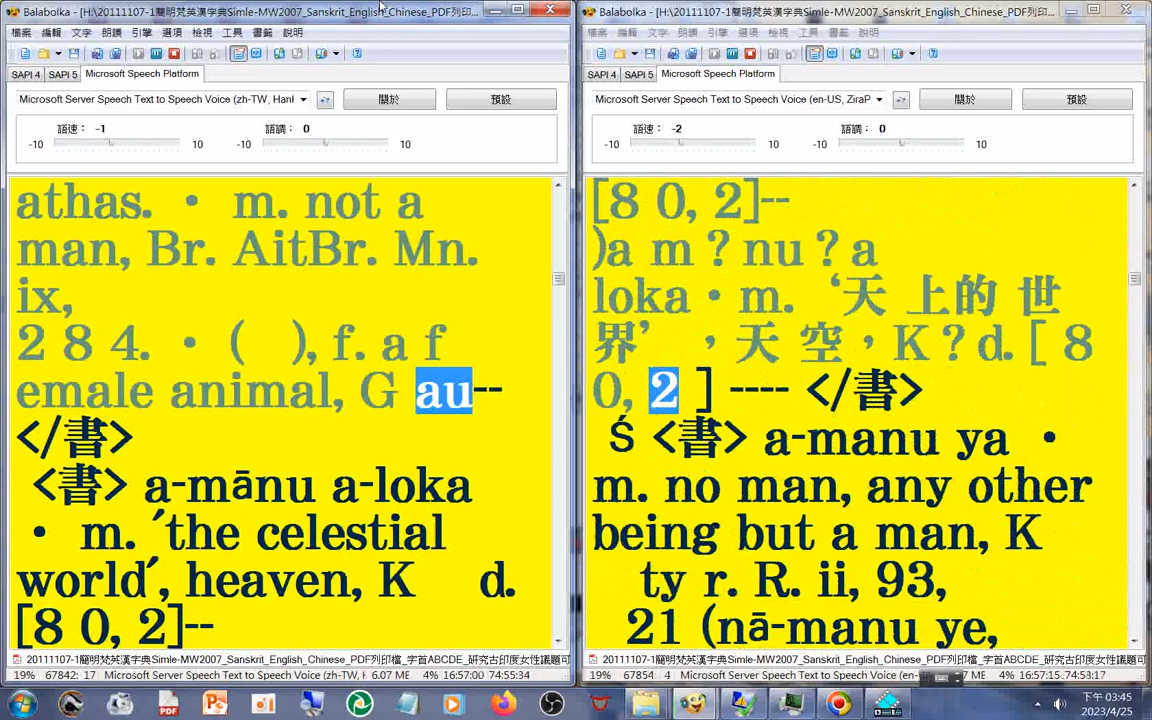 Balabolka - [H:\20111107-1簡明梵英漢字典Simle-MW2007_Sanskrit_English_Chinese_PDF列印...
檔案 編輯 文字 朗讀 引擎 選項 檢視 工具 書籤 說明
SAPI 4 SAPI 5 Microsoft Speech Platform
Microsoft Server Speech Text to Speech Voice (zh-TW, Hanl
關於 預設
語速： -1 語調： 0
-10 10 -10 10
athas. • m. not a
man, Br. AitBr. Mn.
ix,
2 8 4. • ( ), f. a f
emale animal, G au--
</書>
<書> a-mānu a-loka
• m. ´the celestial
world´, heaven, K d.
[8 0, 2]--
20111107-1簡明梵英漢字典Simle-MW2007_Sanskrit_English_Chinese_PDF列印檔_字首ABCDE_研究古印度女性議題可
19% 67842: 17 Microsoft Server Speech Text to Speech Voice (zh-TW, H 6.07 ME 4% 16:57:00 74:55:34
Balabolka - [H:\20111107-1簡明梵英漢字典Simle-MW2007_Sanskrit_English_Chinese_PDF列印...
檔案 編輯 文字 朗讀 引擎 選項 檢視 工具 書籤 說明
SAPI 4 SAPI 5 Microsoft Speech Platform
Microsoft Server Speech Text to Speech Voice (en-US, ZiraP
關於 預設
語速： -2 語調： 0
-10 10 -10 10
[8 0, 2]--
)a m ? nu ? a
loka • m. ‘天 上的 世
界’ ，天 空，K ? d. [ 8
0, 2 ] ---- </書>
Ś <書> a-manu ya •
m. no man, any other
being but a man, K
ty r. R. ii, 93,
21 (nā-manu ye,
20111107-1簡明梵英漢字典Simle-MW2007_Sanskrit_English_Chinese_PDF列印檔_字首ABCDE_研究古印度女性議題可
19% 67854: 4 Microsoft Server Speech Text to Speech Voice (en-US, ZiraP ME 4% 16:57:15 74:53:17
下午 03:45
2023/4/25